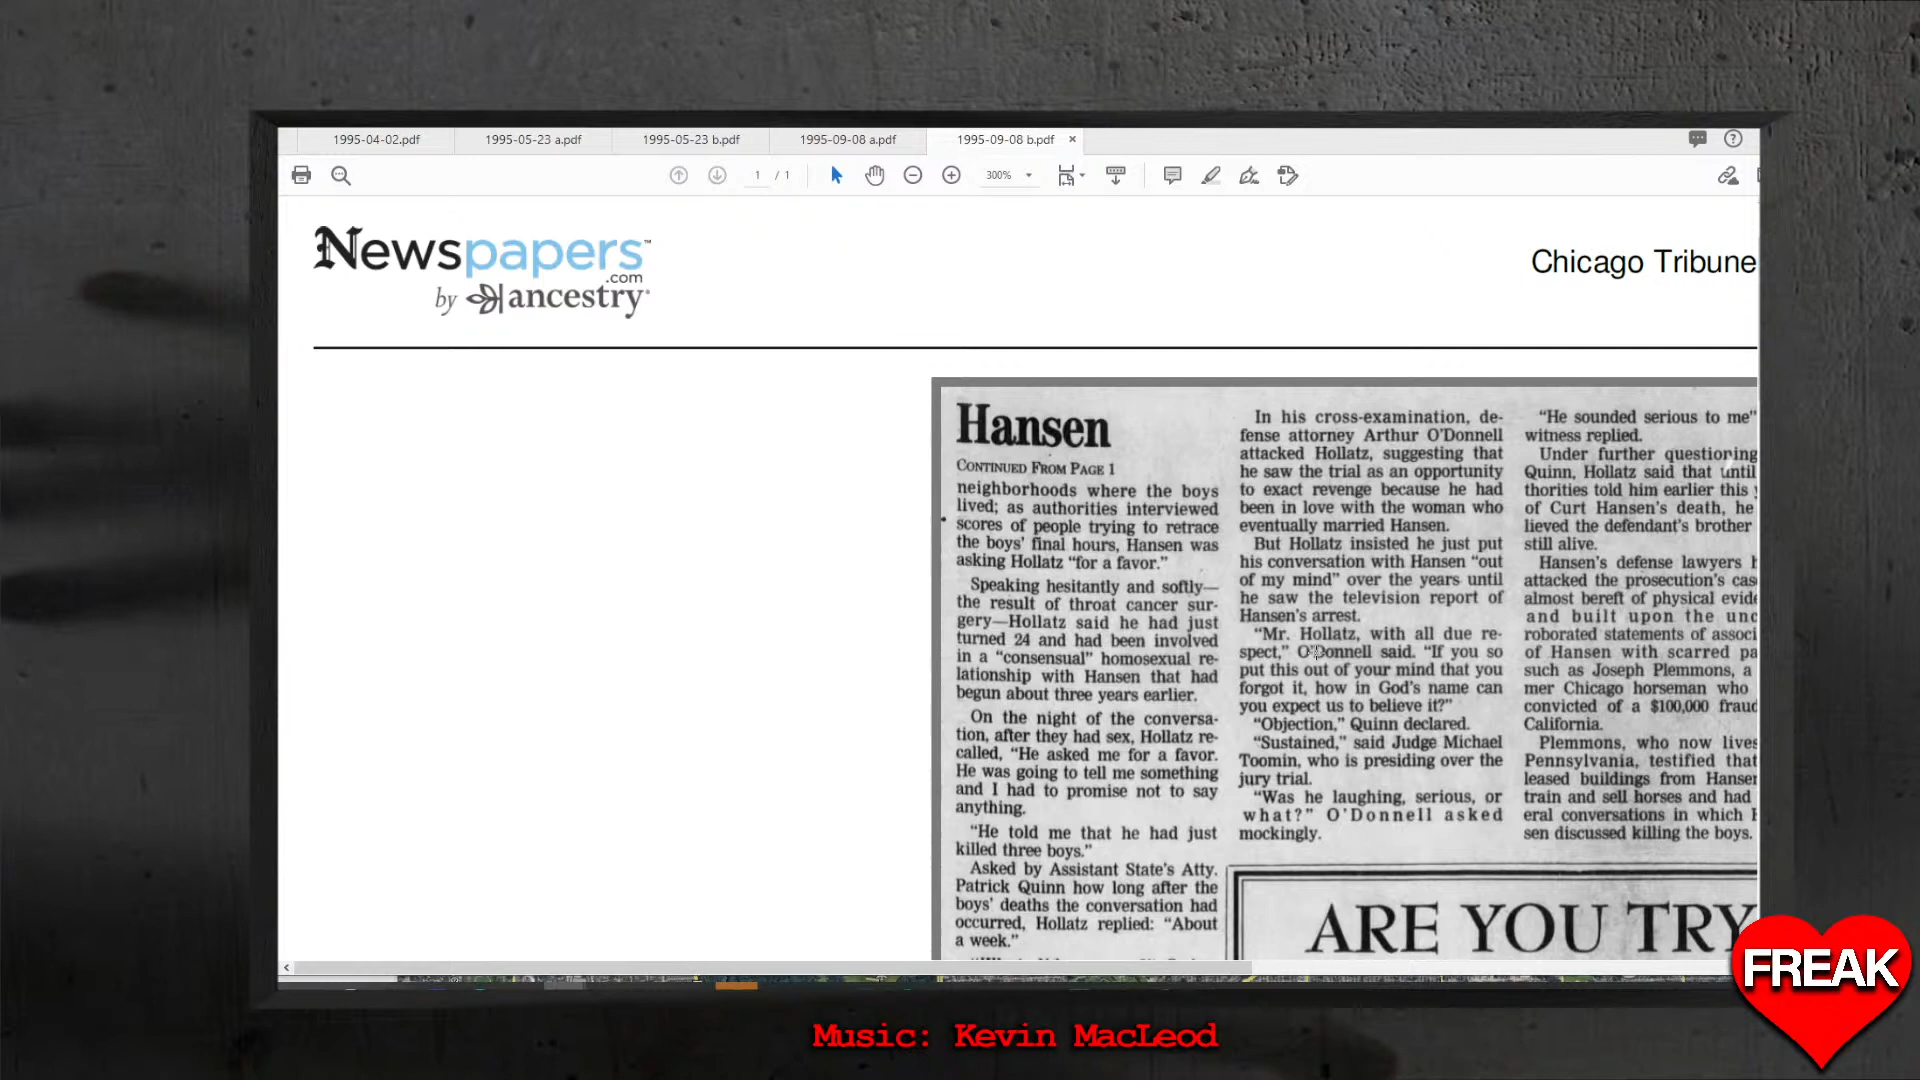 1995-04-02.pdf
1995-05-23 a.pdf
1995-05-23 b.pdf
1995-09-08 a.pdf
1995-09-08 b.pdf
1 / 1
300%
Newspapers™
.com
by ancestry
Chicago Tribune
Hansen
CONTINUED FROM PAGE 1
neighborhoods where the boys
lived; as authorities interviewed
scores of people trying to retrace
the boys' final hours, Hansen was
asking Hollatz "for a favor."
Speaking hesitantly and softly—
the result of throat cancer sur-
gery—Hollatz said he had just
turned 24 and had been involved
in a "consensual" homosexual re-
lationship with Hansen that had
begun about three years earlier.
On the night of the conversa-
tion, after they had sex, Hollatz re-
called, "He asked me for a favor.
He was going to tell me something
and I had to promise not to say
anything.
"He told me that he had just
killed three boys."
Asked by Assistant State's Atty.
Patrick Quinn how long after the
boys' deaths the conversation had
occurred, Hollatz replied: "About
a week."
In his cross-examination, de-
fense attorney Arthur O'Donnell
attacked Hollatz, suggesting that
he saw the trial as an opportunity
to exact revenge because he had
been in love with the woman who
eventually married Hansen.
But Hollatz insisted he just put
his conversation with Hansen "out
of my mind" over the years until
he saw the television report of
Hansen's arrest.
"Mr. Hollatz, with all due re-
spect," O'Donnell said. "If you so
put this out of your mind that you
forgot it, how in God's name can
you expect us to believe it?"
"Objection," Quinn declared.
"Sustained," said Judge Michael
Toomin, who is presiding over the
jury trial.
"Was he laughing, serious, or
what?" O'Donnell asked
mockingly.
"He sounded serious to me"
witness replied.
Under further questioning
Quinn, Hollatz said that until
thorities told him earlier this
of Curt Hansen's death, he
lieved the defendant's brother
still alive.
Hansen's defense lawyers
attacked the prosecution's
almost bereft of physical
and built upon the
roborated statements of
of Hansen with scarred
such as Joseph Plemmons, a
mer Chicago horseman who
convicted of a $100,000
California.
Plemmons, who now lives
Pennsylvania, testified that
leased buildings from
train and sell horses and had
eral conversations in which
sen discussed killing the boys.
ARE YOU TRY
FREAK
Music: Kevin MacLeod